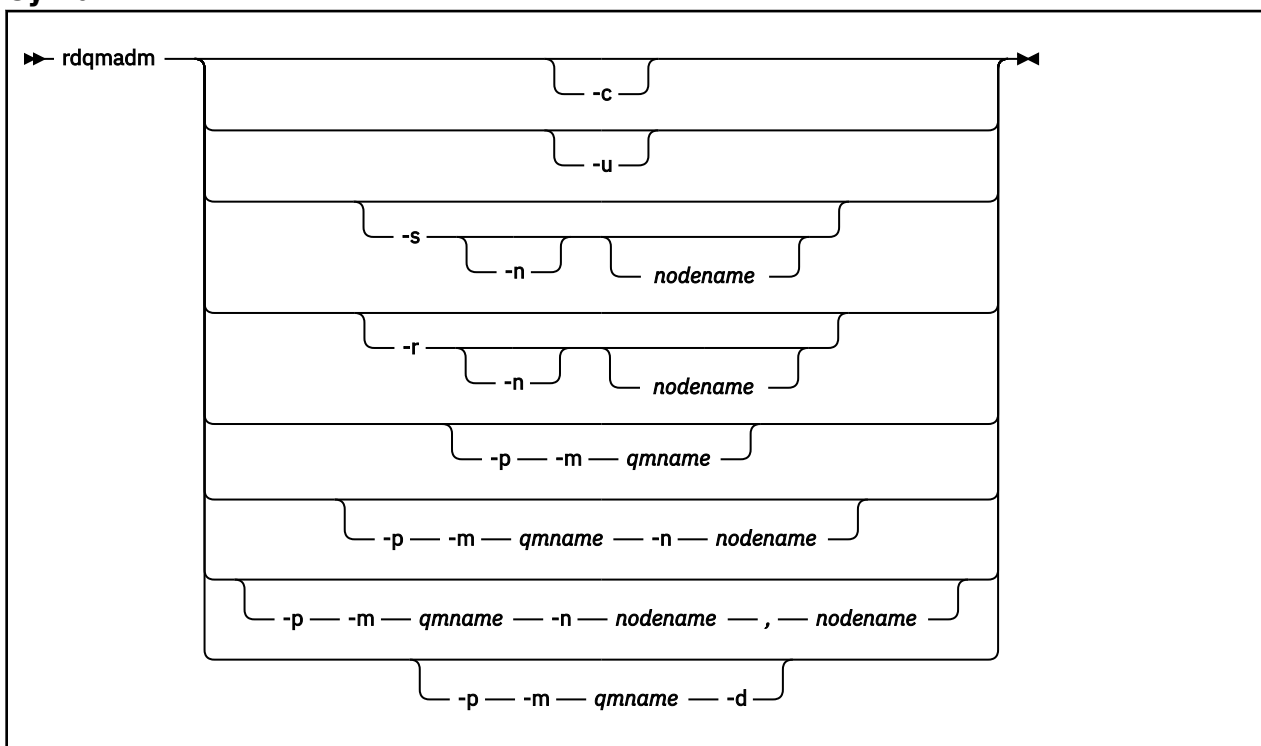 rdqmadm
-c
-u
-s
-n nodename
-r
-n nodename
-p -m qmname
-p -m qmname -n nodename
-p -m qmname -n nodename , nodename
-p -m qmname -d